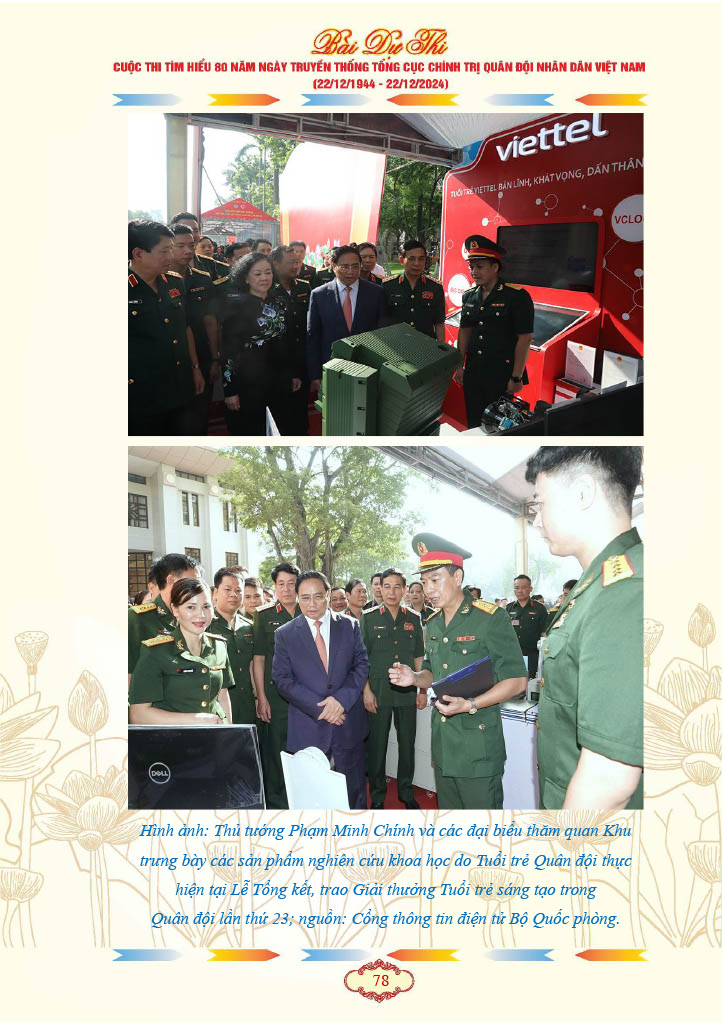 Bài Dự Thi
CUỘC THI TÌM HIỂU 80 NĂM NGÀY TRUYỀN THỐNG TỔNG CỤC CHÍNH TRỊ QUÂN ĐỘI NHÂN DÂN VIỆT NAM
(22/12/1944 - 22/12/2024)
viettel
TUỔI TRẺ VIETTEL BẢN LĨNH, KHÁT VỌNG, DẤN THÂN
VCLOU
DELL
Hình ảnh: Thủ tướng Phạm Minh Chính và các đại biểu thăm quan Khu
trưng bày các sản phẩm nghiên cứu khoa học do Tuổi trẻ Quân đội thực
hiện tại Lễ Tổng kết, trao Giải thưởng Tuổi trẻ sáng tạo trong
Quân đội lần thứ 23; nguồn: Cổng thông tin điện tử Bộ Quốc phòng.
78